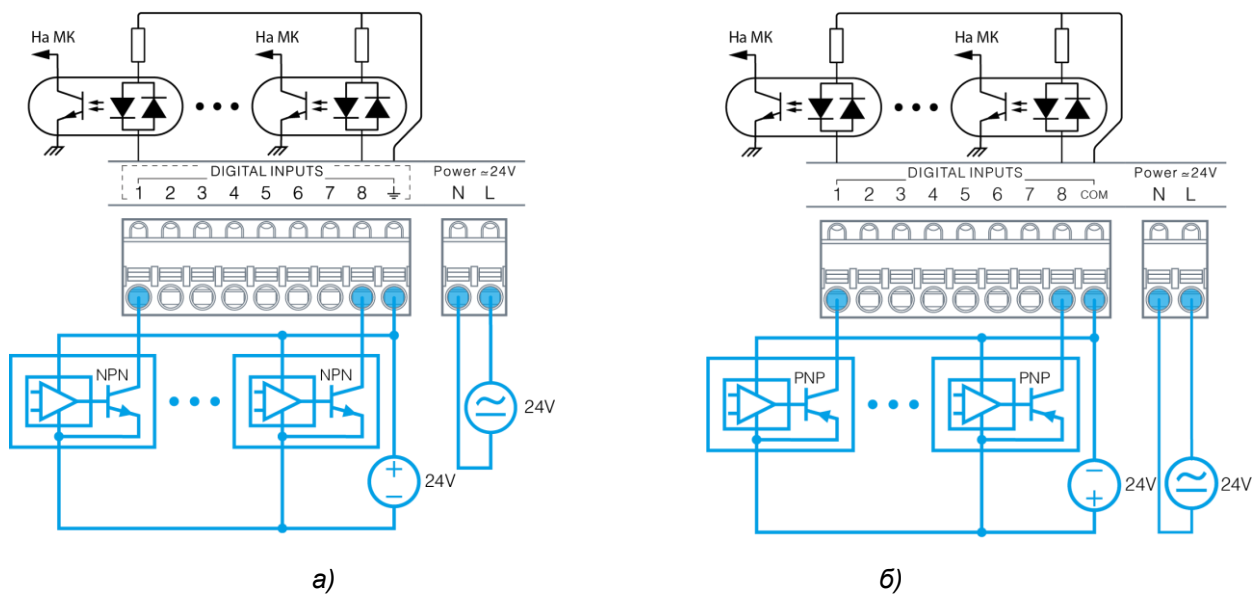 На МК
На МК
DIGITAL INPUTS
1 2 3 4 5 6 7 8 ⏚
Power ≃24V
N L
NPN
NPN
24V
+
−
24V
а)
На МК
На МК
DIGITAL INPUTS
1 2 3 4 5 6 7 8 COM
Power ≃24V
N L
PNP
PNP
−
+
24V
24V
б)